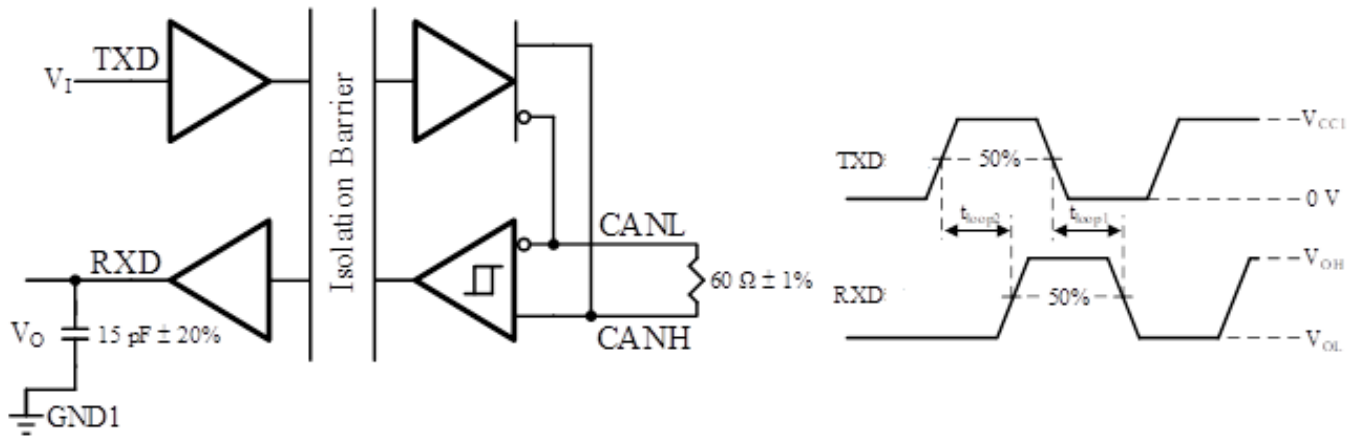 TXD
V_I
Isolation Barrier
CANL
RXD
60 Ω ± 1%
V_O
15 pF ± 20%
CANH
GND1
V_CC1
TXD:
50%
0 V
t_loop2
t_loop1
V_OH
RXD:
50%
V_OL